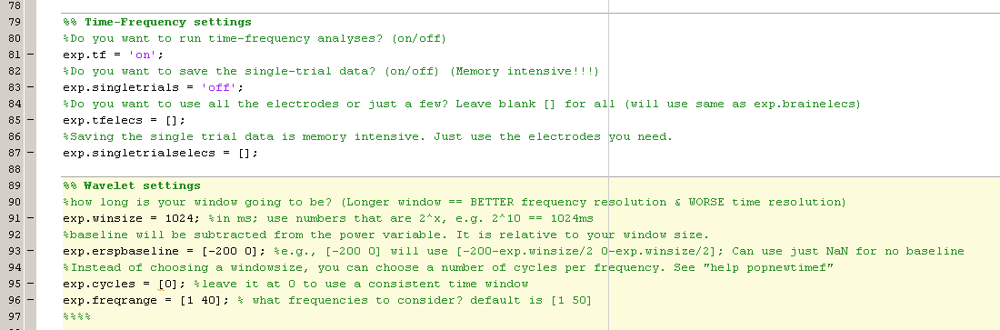 78
79 %% Time-Frequency settings
80 %Do you want to run time-frequency analyses? (on/off)
81 - exp.tf = 'on';
82 %Do you want to save the single-trial data? (on/off) (Memory intensive!!!)
83 - exp.singletrials = 'off';
84 %Do you want to use all the electrodes or just a few? Leave blank [] for all (will use same as exp.brainelecs)
85 - exp.tfelecs = [];
86 %Saving the single trial data is memory intensive. Just use the electrodes you need.
87 - exp.singletrialselecs = [];
88
89 %% Wavelet settings
90 %how long is your window going to be? (Longer window == BETTER frequency resolution & WORSE time resolution)
91 - exp.winsize = 1024; %in ms; use numbers that are 2^x, e.g. 2^10 == 1024ms
92 %baseline will be subtracted from the power variable. It is relative to your window size.
93 - exp.erspbaseline = [-200 0]; %e.g., [-200 0] will use [-200-exp.winsize/2 0-exp.winsize/2]; Can use just NaN for no baseline
94 %Instead of choosing a windowsize, you can choose a number of cycles per frequency. See "help popnewtimef"
95 - exp.cycles = [0]; %leave it at 0 to use a consistent time window
96 - exp.freqrange = [1 40]; % what frequencies to consider? default is [1 50]
97 %%%%